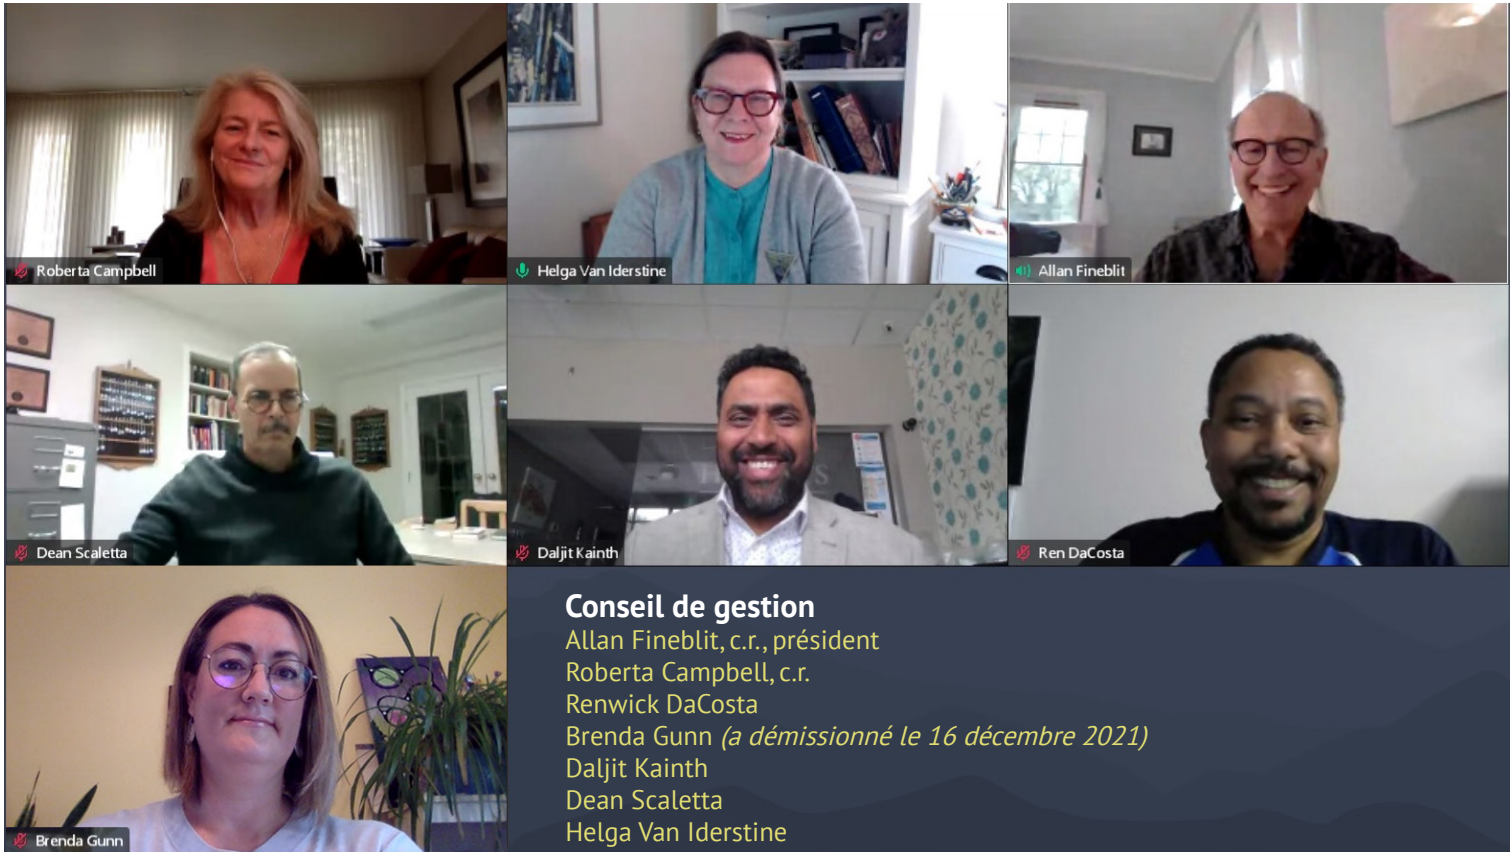 Roberta Campbell
Helga Van Iderstine
Allan Fineblit
Dean Scaletta
Daljit Kainth
Ren DaCosta
Brenda Gunn
Conseil de gestion
Allan Fineblit, c.r., président
Roberta Campbell, c.r.
Renwick DaCosta
Brenda Gunn (a démissionné le 16 décembre 2021)
Daljit Kainth
Dean Scaletta
Helga Van Iderstine